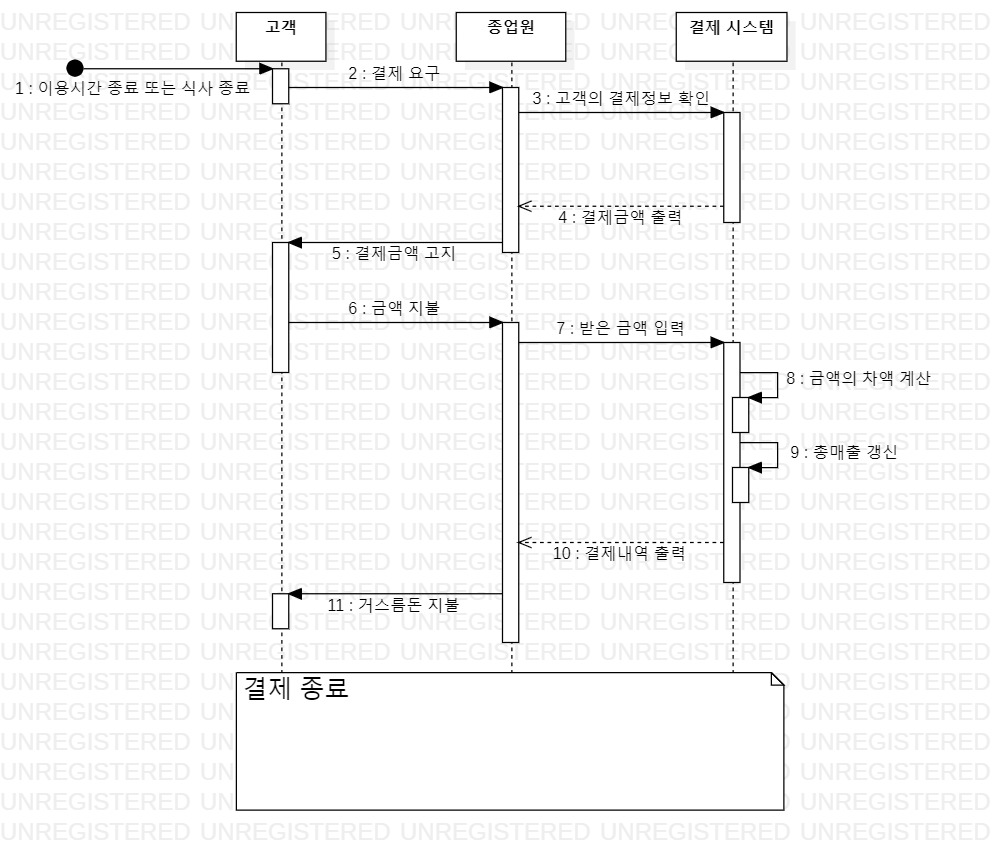 고객
종업원
결제 시스템
1 : 이용시간 종료 또는 식사 종료
2 : 결제 요구
3 : 고객의 결제정보 확인
4 : 결제금액 출력
5 : 결제금액 고지
6 : 금액 지불
7 : 받은 금액 입력
8 : 금액의 차액 계산
9 : 총매출 갱신
10 : 결제내역 출력
11 : 거스름돈 지불
결제 종료
UNREGISTERED